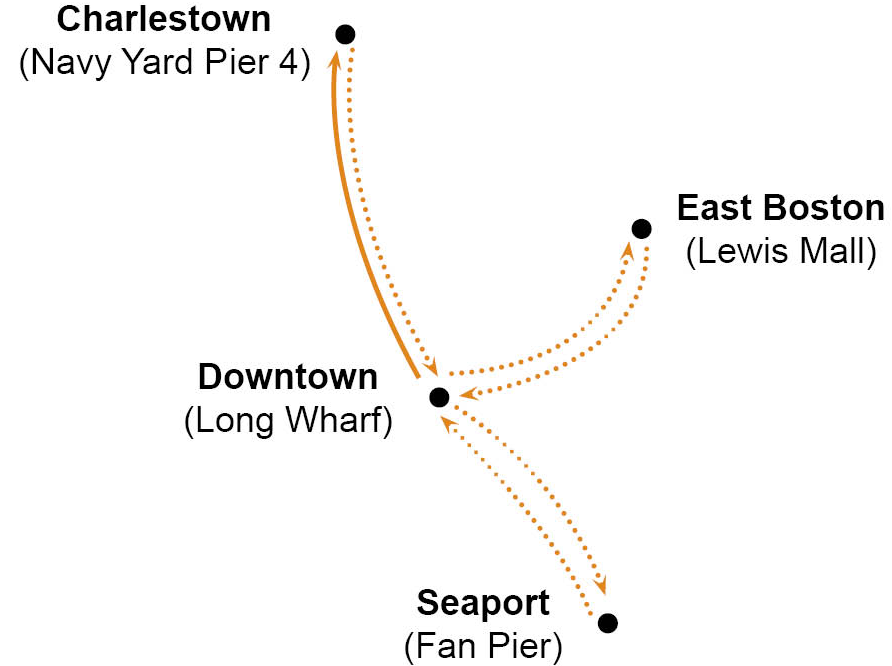 Charlestown
(Navy Yard Pier 4)
East Boston
(Lewis Mall)
Downtown
(Long Wharf)
Seaport
(Fan Pier)